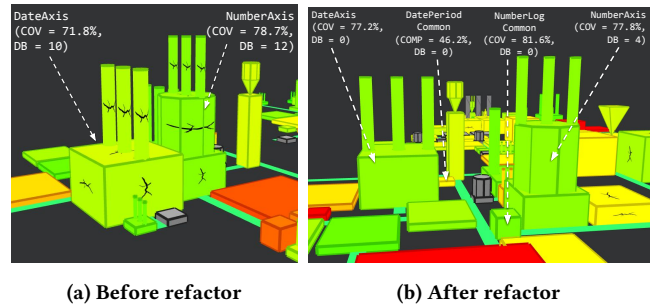 DateAxis
(COV = 71.8%,
DB = 10)
NumberAxis
(COV = 78.7%,
DB = 12)
DateAxis
(COV = 77.2%,
DB = 0)
DatePeriod
Common
(COMP = 46.2%,
DB = 0)
NumberLog
Common
(COV = 81.6%,
DB = 0)
NumberAxis
(COV = 77.8%,
DB = 4)
(a) Before refactor
(b) After refactor